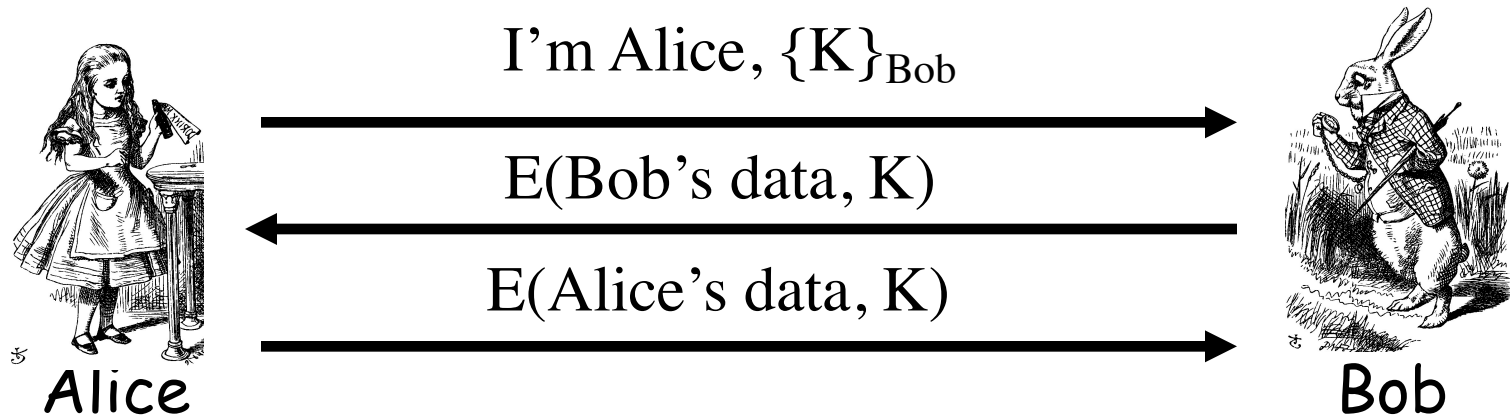 I’m Alice, {K}Bob
E(Bob’s data, K)
E(Alice’s data, K)
Alice
Bob